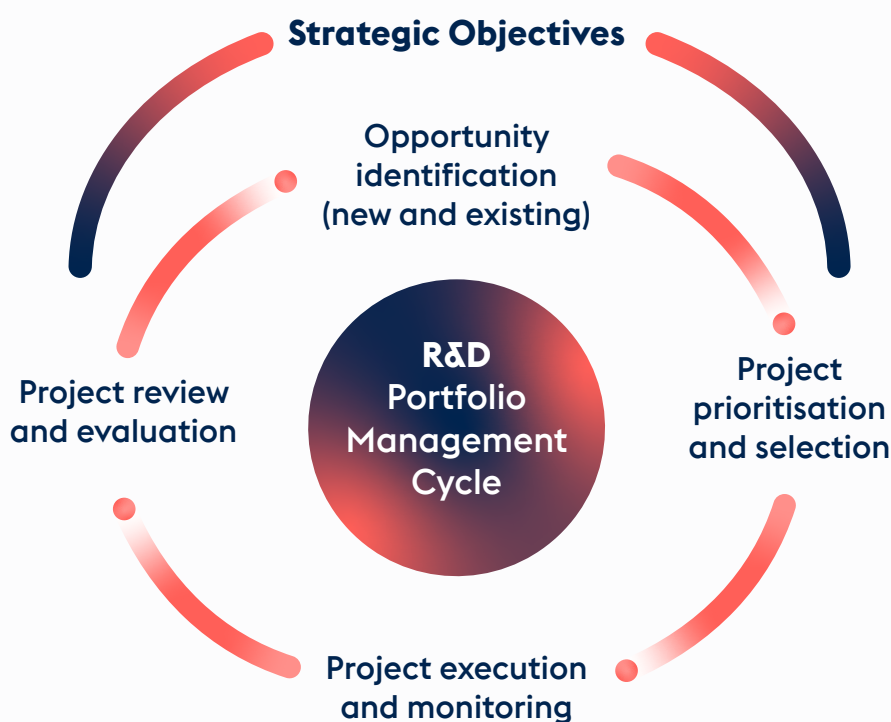 Strategic Objectives
Opportunity
identification
(new and existing)
R&D
Portfolio
Management
Cycle
Project
prioritisation
and selection
Project execution
and monitoring
Project review
and evaluation